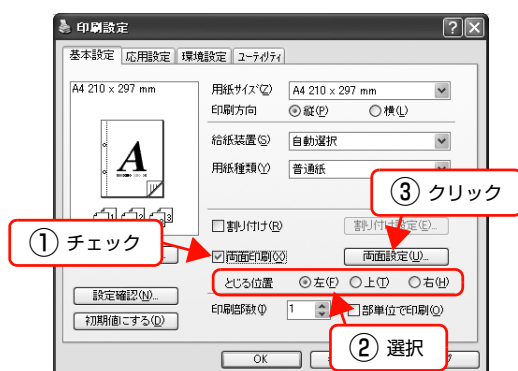 印刷設定
基本設定 応用設定 環境設定 ユーティリティ
A4 210 × 297 mm
用紙サイズ(Z) A4 210 × 297 mm
印刷方向 縦(P) 横(L)
給紙装置(S) 自動選択
用紙種類(Y) 普通紙
③ クリック
割り付け(R) 割り付け設定(E)...
① チェック
両面印刷(X) 両面設定(U)...
とじる位置 左(F) 上(T) 右(H)
設定確認(N)...
印刷部数(I) 1 部単位で印刷(O)
初期値にする(D)
② 選択
OK